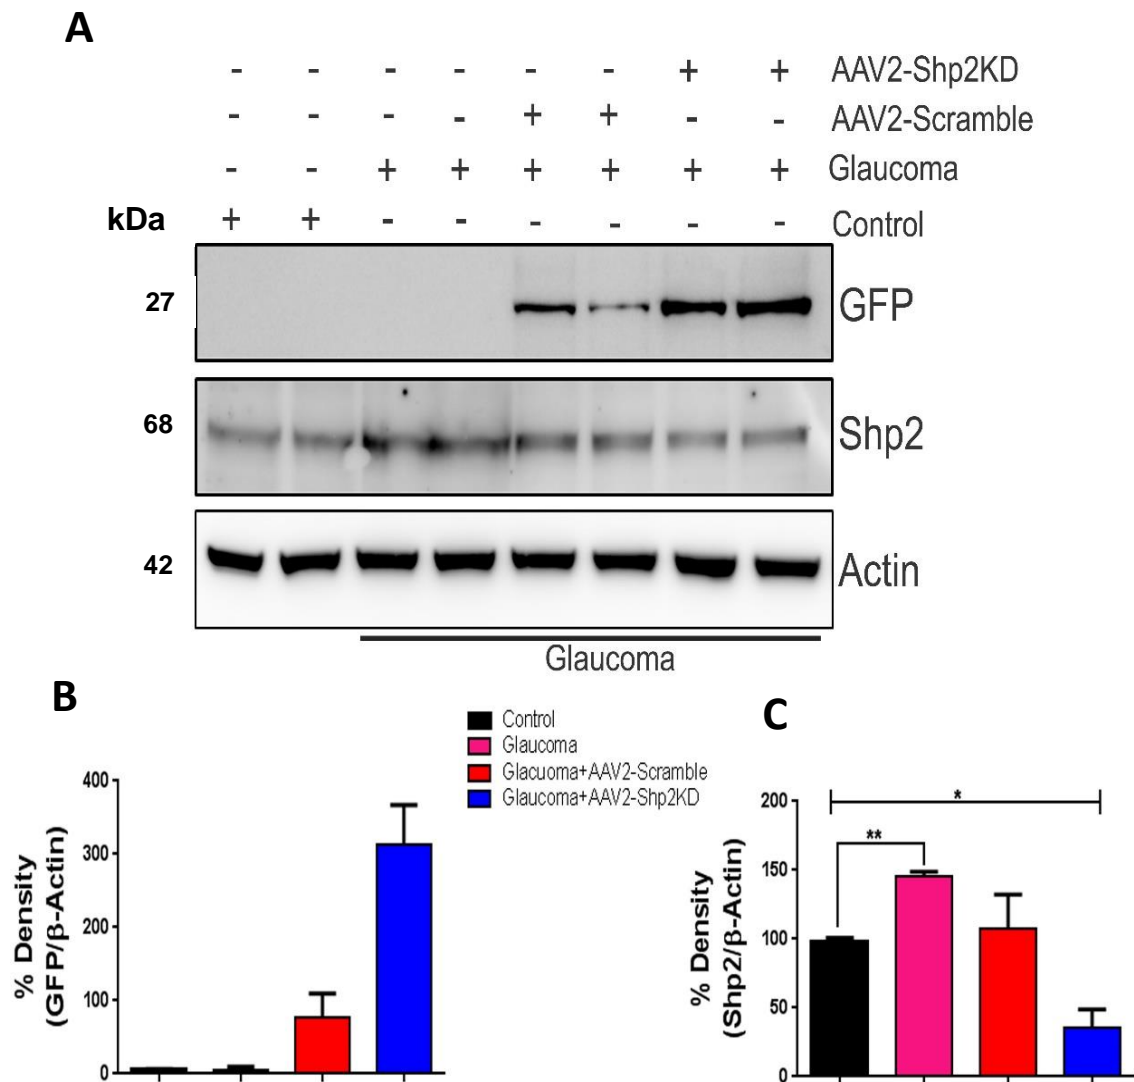 A
- - - - - - + + AAV2-Shp2KD
- - - - + + - - AAV2-Scramble
- - + + + + + + Glaucoma
kDa + + - - - - - - Control
27 GFP
68 Shp2
42 Actin
Glaucoma
B
Control
Glaucoma
Glacuoma+AAV2-Scramble
Glaucoma+AAV2-Shp2KD
% Density
(GFP/β-Actin)
400
300
200
100
0
C
% Density
(Shp2/β-Actin)
200
150
100
50
0
*
**